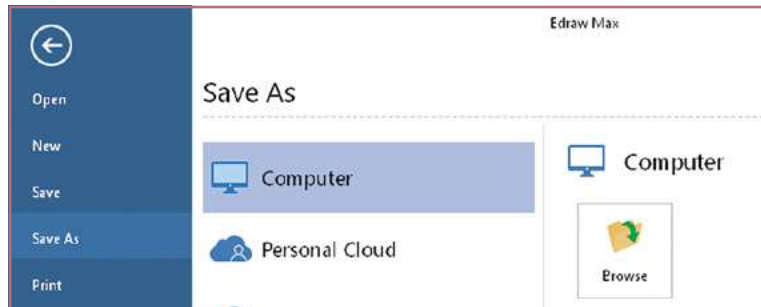 Edraw Max
Open
New
Save
Save As
Print
Save As
Computer
Personal Cloud
Computer
Browse